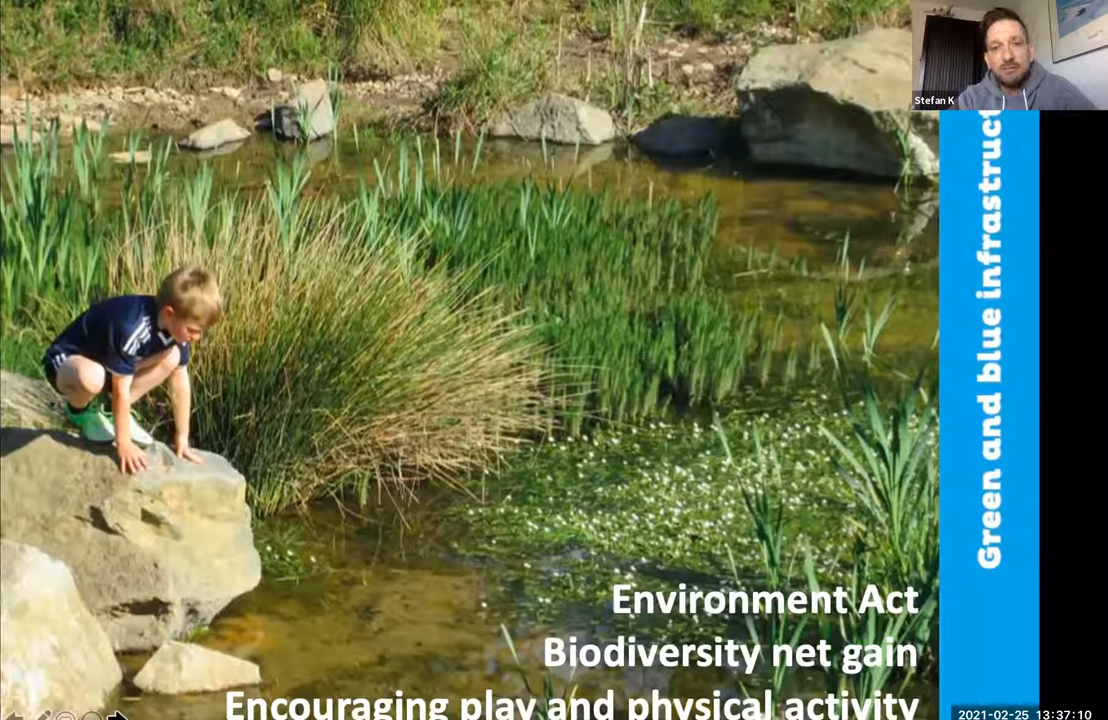 Stefan K
Green and blue infrastruct
Environment Act
Biodiversity net gain
Encouraging play and physical activity
2021-02-25 13:37:10